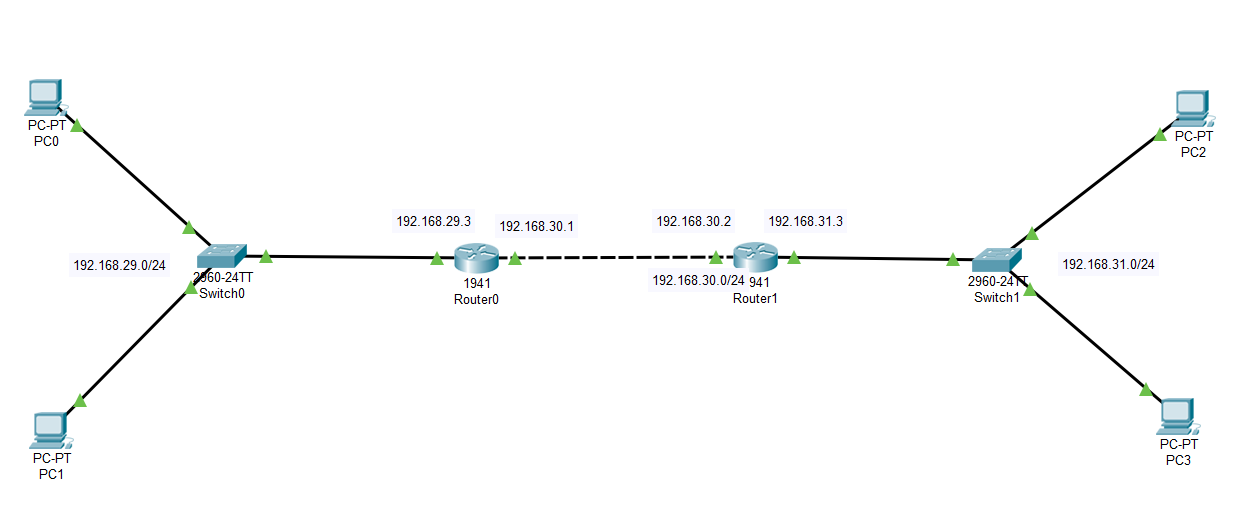 PC-PT
PC0
192.168.29.0/24
2960-24TT
Switch0
PC-PT
PC1
192.168.29.3
192.168.30.1
1941
Router0
192.168.30.2
192.168.31.3
192.168.30.0/24
941
Router1
2960-24TT
Switch1
192.168.31.0/24
PC-PT
PC2
PC-PT
PC3